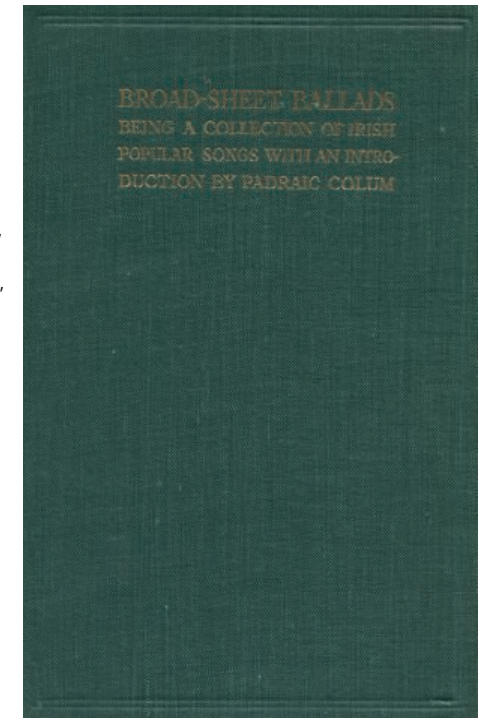 BROAD-SHEET BALLADS
BEING A COLLECTION OF IRISH
POPULAR SONGS WITH AN INTRO-
DUCTION BY PADRAIC COLUM